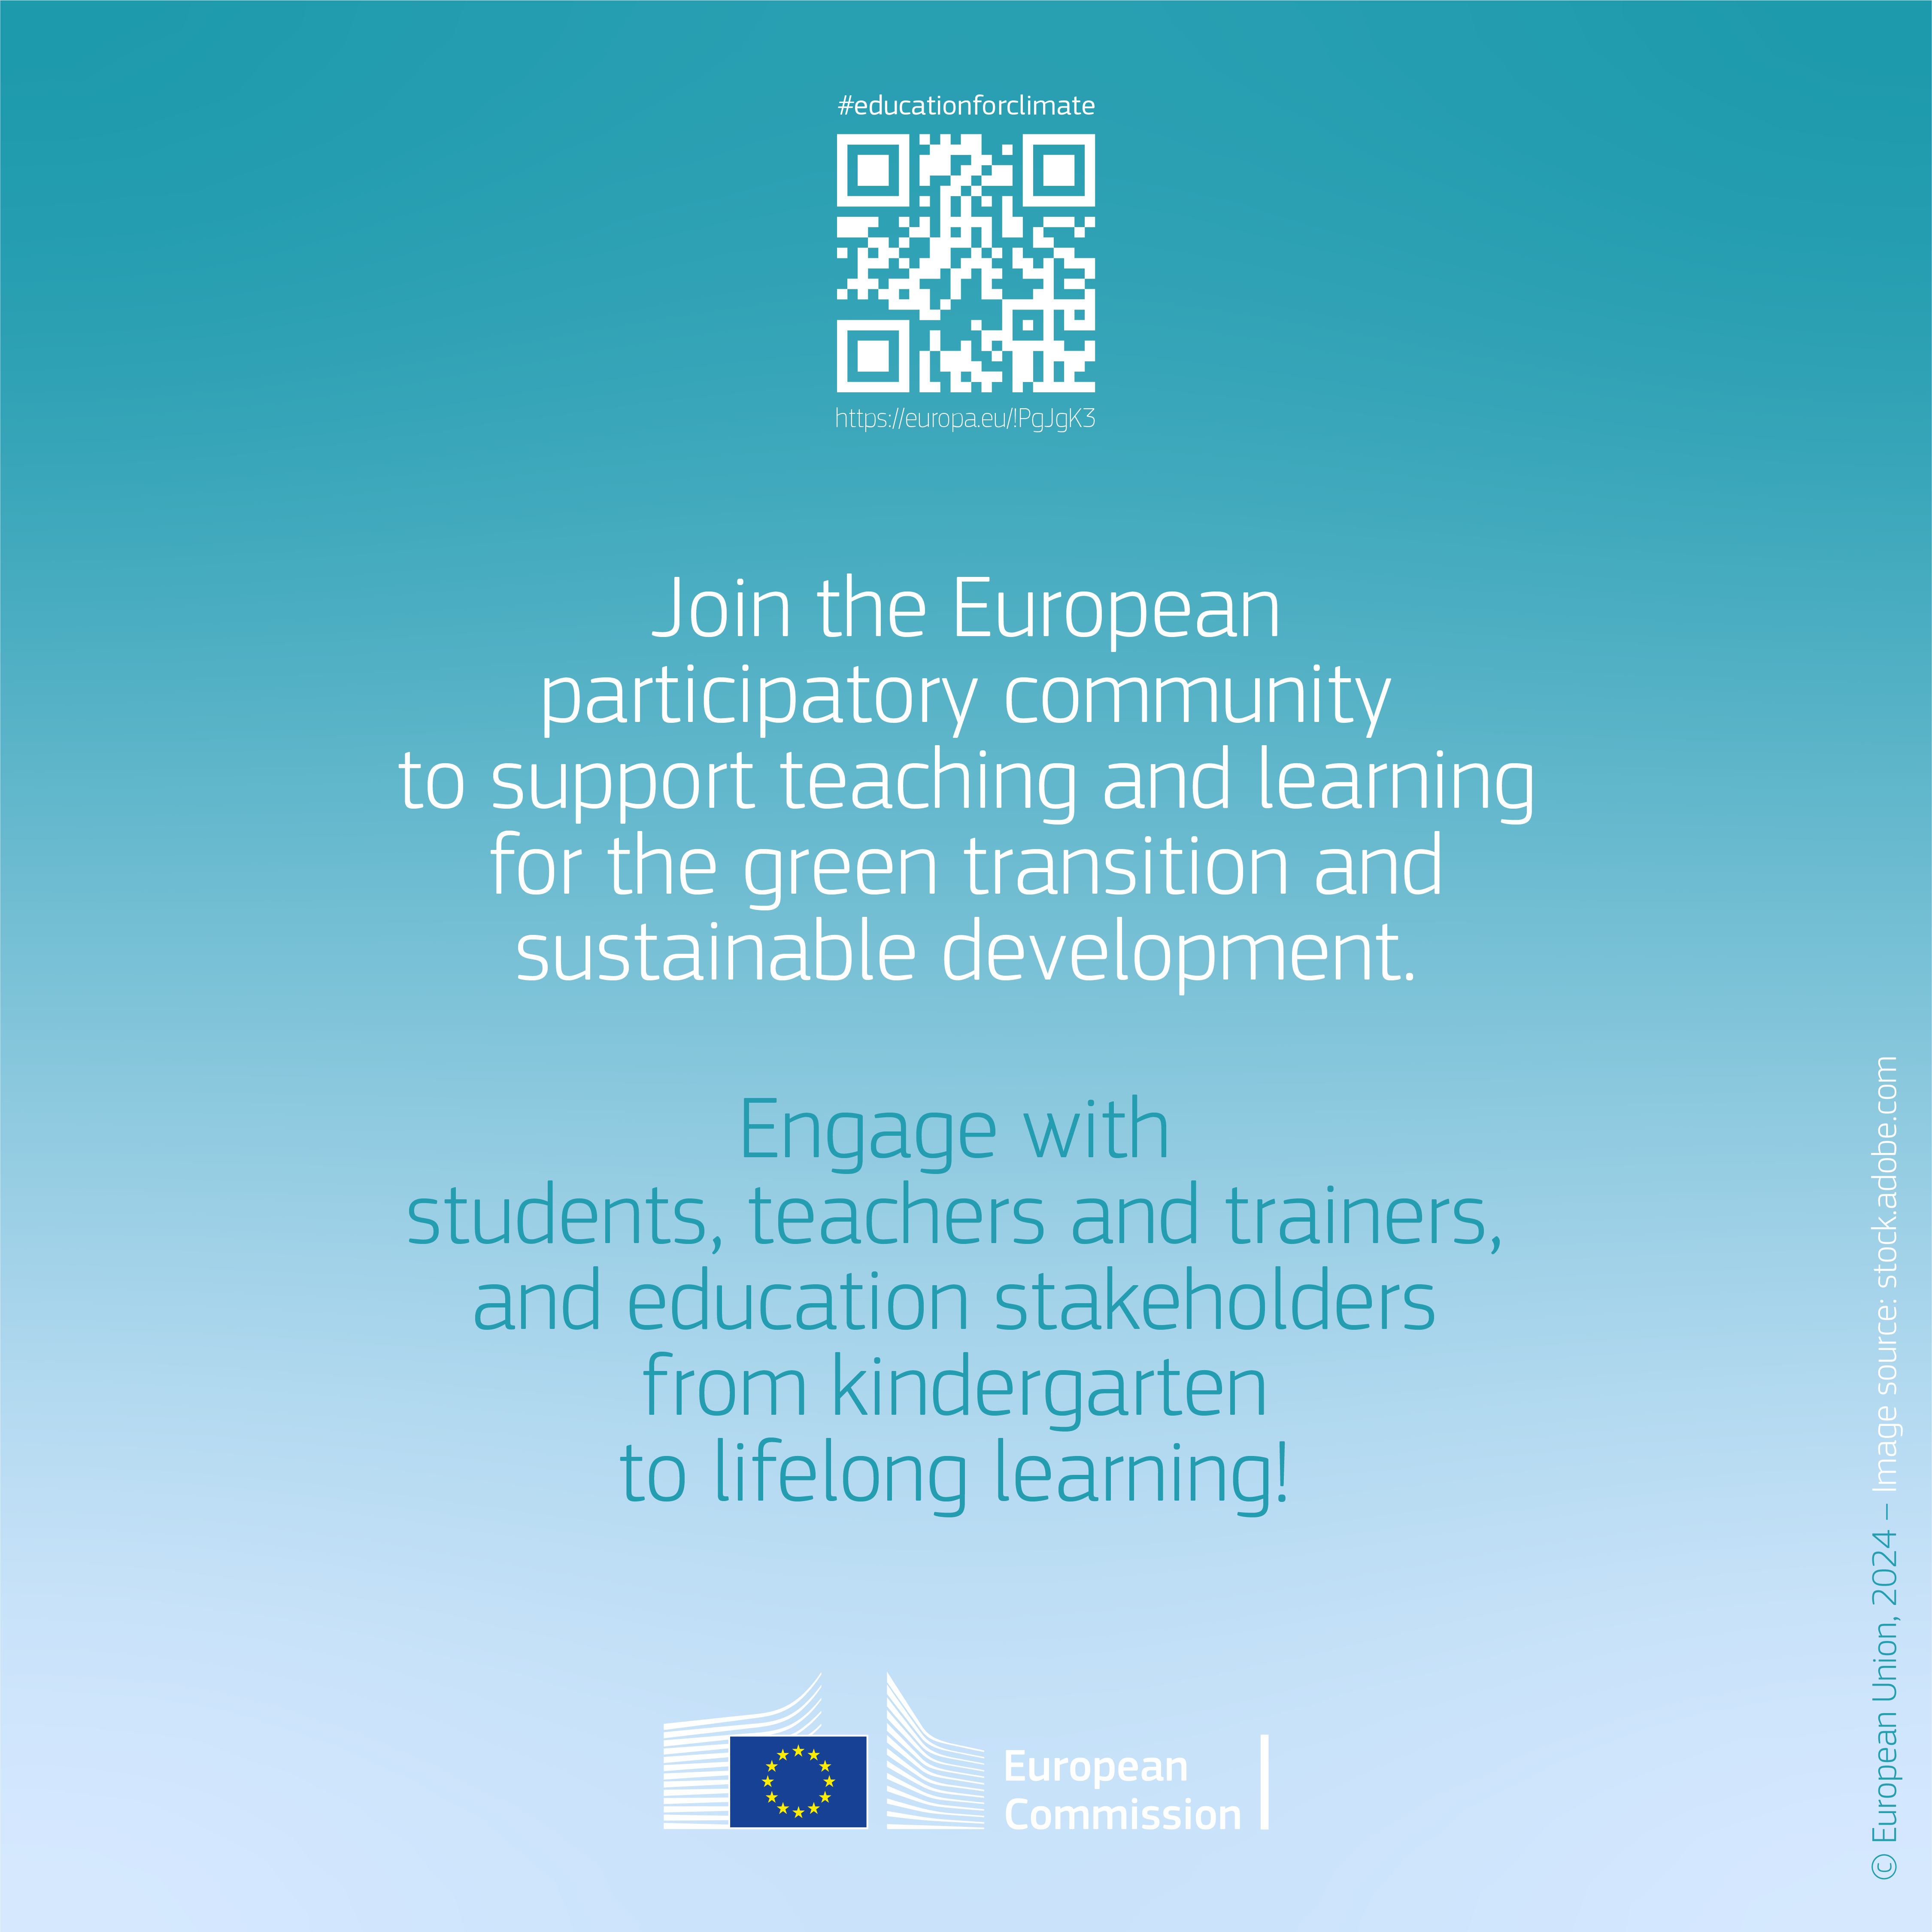 #educationforclimate
https://europa.eu/!PgJgK3
Join the European
participatory community
to support teaching and learning
for the green transition and
sustainable development.
Engage with
students, teachers and trainers,
and education stakeholders
from kindergarten
to lifelong learning!
European
Commission
© European Union, 2024 – Image source: stock.adobe.com